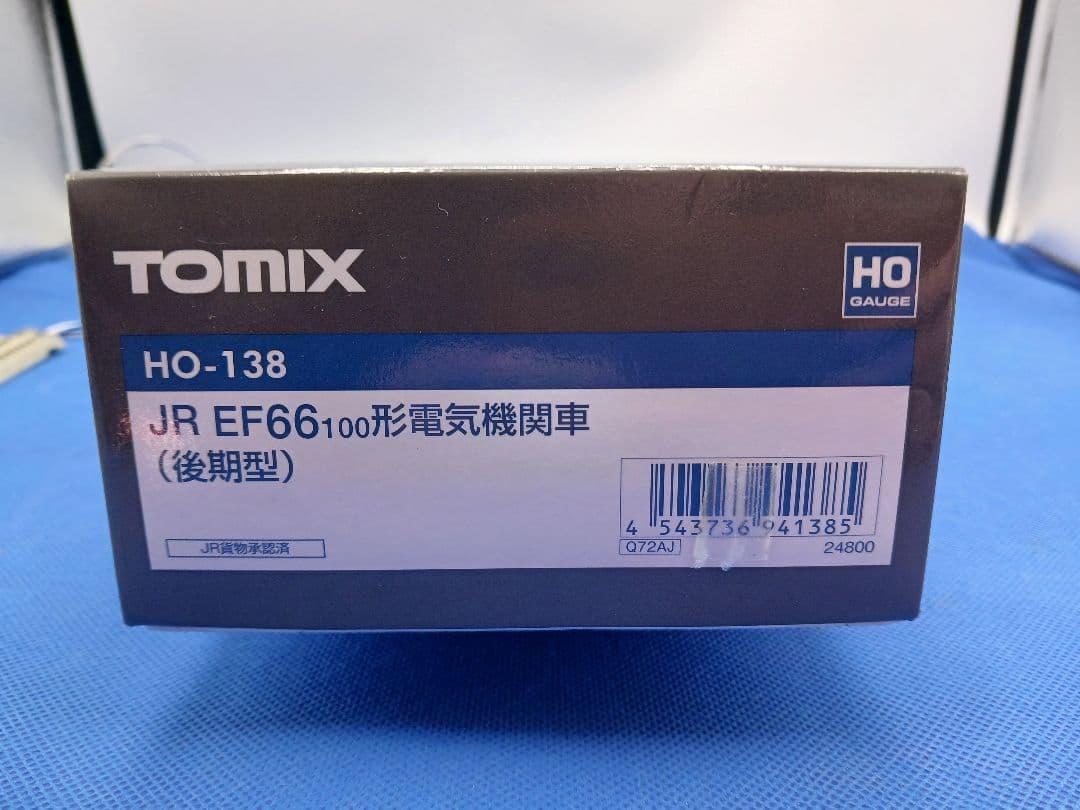 TOMIX
HO
GAUGE
HO-138
JR EF66100形電気機関車
(後期型)
JR貨物承認済
4 543736 941385
Q72AJ
24800